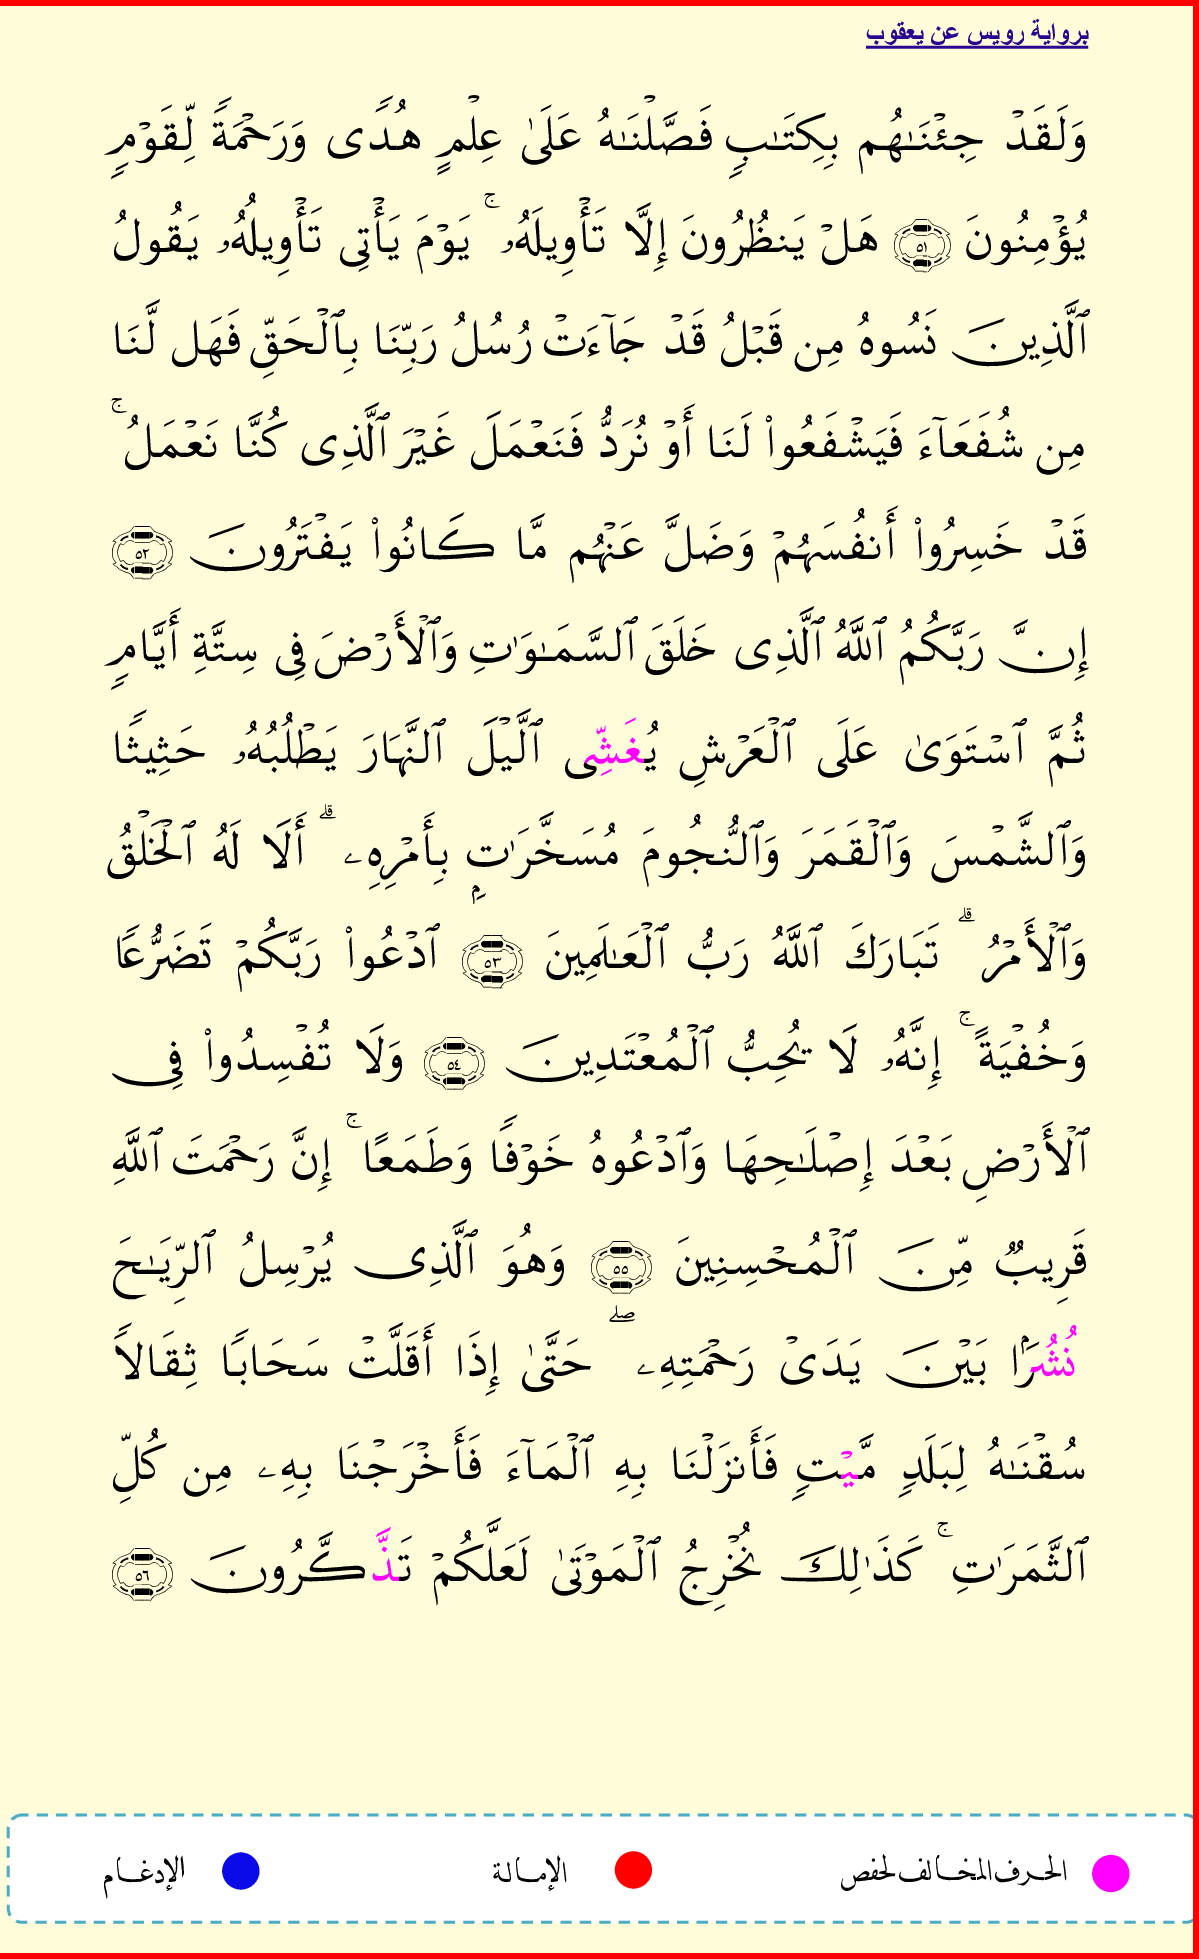 برواية رويس عن يعقوب
وَلَقَدۡ جِئۡنَٰهُم بِكِتَٰبٖ فَصَّلۡنَٰهُ عَلَىٰ عِلۡمٍ هُدٗى وَرَحۡمَةٗ لِّقَوۡمٖ
يُؤۡمِنُونَ ٥١ هَلۡ يَنظُرُونَ إِلَّا تَأۡوِيلَهُۥۚ يَوۡمَ يَأۡتِي تَأۡوِيلُهُۥ يَقُولُ
ٱلَّذِينَ نَسُوهُ مِن قَبۡلُ قَدۡ جَآءَتۡ رُسُلُ رَبِّنَا بِٱلۡحَقِّ فَهَل لَّنَا
مِن شُفَعَآءَ فَيَشۡفَعُواْ لَنَا أَوۡ نُرَدُّ فَنَعۡمَلَ غَيۡرَ ٱلَّذِي كُنَّا نَعۡمَلُۚ
قَدۡ خَسِرُواْ أَنفُسَهُمۡ وَضَلَّ عَنۡهُم مَّا كَانُواْ يَفۡتَرُونَ ٥٢
إِنَّ رَبَّكُمُ ٱللَّهُ ٱلَّذِي خَلَقَ ٱلسَّمَٰوَٰتِ وَٱلۡأَرۡضَ فِي سِتَّةِ أَيَّامٖ
ثُمَّ ٱسۡتَوَىٰ عَلَى ٱلۡعَرۡشِ يُغَشِّي ٱلَّيۡلَ ٱلنَّهَارَ يَطۡلُبُهُۥ حَثِيثٗا
وَٱلشَّمۡسَ وَٱلۡقَمَرَ وَٱلنُّجُومَ مُسَخَّرَٰتِۭ بِأَمۡرِهِۦۗ أَلَا لَهُ ٱلۡخَلۡقُ
وَٱلۡأَمۡرُۗ تَبَارَكَ ٱللَّهُ رَبُّ ٱلۡعَٰلَمِينَ ٥٣ ٱدۡعُواْ رَبَّكُمۡ تَضَرُّعٗا
وَخُفۡيَةًۚ إِنَّهُۥ لَا يُحِبُّ ٱلۡمُعۡتَدِينَ ٥٤ وَلَا تُفۡسِدُواْ فِي
ٱلۡأَرۡضِ بَعۡدَ إِصۡلَٰحِهَا وَٱدۡعُوهُ خَوۡفٗا وَطَمَعًاۚ إِنَّ رَحۡمَتَ ٱللَّهِ
قَرِيبٞ مِّنَ ٱلۡمُحۡسِنِينَ ٥٥ وَهُوَ ٱلَّذِي يُرۡسِلُ ٱلرِّيَٰحَ
نُشُرَۢا بَيۡنَ يَدَيۡ رَحۡمَتِهِۦۖ حَتَّىٰ إِذَا أَقَلَّتۡ سَحَابٗا ثِقَالٗا
سُقۡنَٰهُ لِبَلَدٖ مَّيۡتٖ فَأَنزَلۡنَا بِهِ ٱلۡمَآءَ فَأَخۡرَجۡنَا بِهِۦ مِن كُلِّ
ٱلثَّمَرَٰتِۚ كَذَٰلِكَ نُخۡرِجُ ٱلۡمَوۡتَىٰ لَعَلَّكُمۡ تَذَّكَّرُونَ ٥٦
الحرف المخالف لحفص الإمالة الإدغام